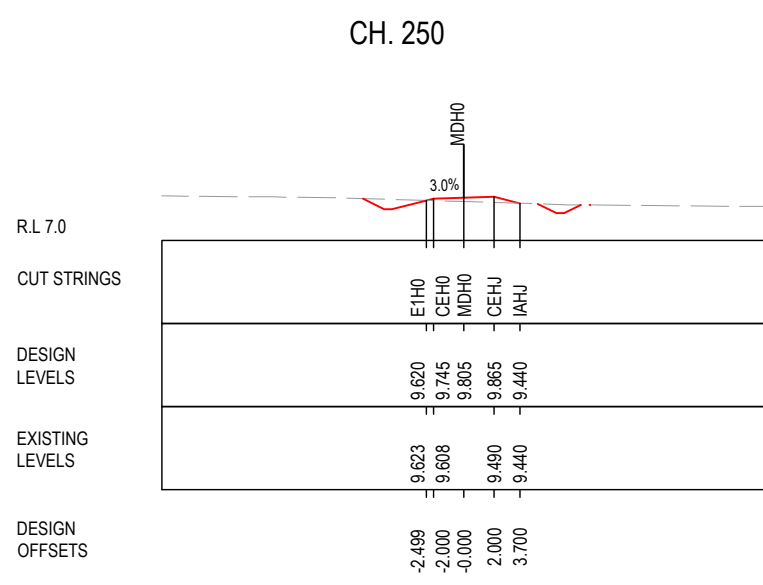 CH. 250
MDH0
3.0%
R.L 7.0
CUT STRINGS
E1H0
CEH0
MDH0
CEHJ
IAHJ
DESIGN
LEVELS
9.620
9.745
9.805
9.865
9.440
EXISTING
LEVELS
9.623
9.608
9.490
9.440
DESIGN
OFFSETS
-2.499
-2.000
-0.000
2.000
3.700